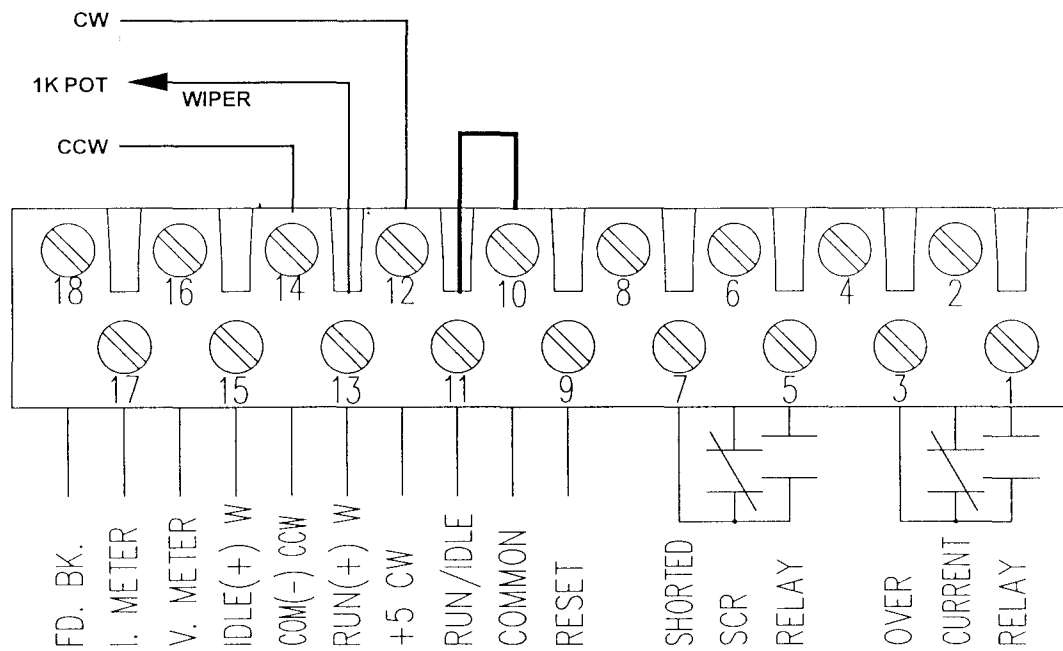 CW
1K POT
WIPER
CCW
18
16
14
12
10
8
6
4
2
17
15
13
11
9
7
5
3
1
FD. BK.
I. METER
V. METER
IDLE(+) W
COM(-) CCW
RUN(+) W
+5 CW
RUN/IDLE
COMMON
RESET
SHORTED
SCR
RELAY
OVER
CURRENT
RELAY